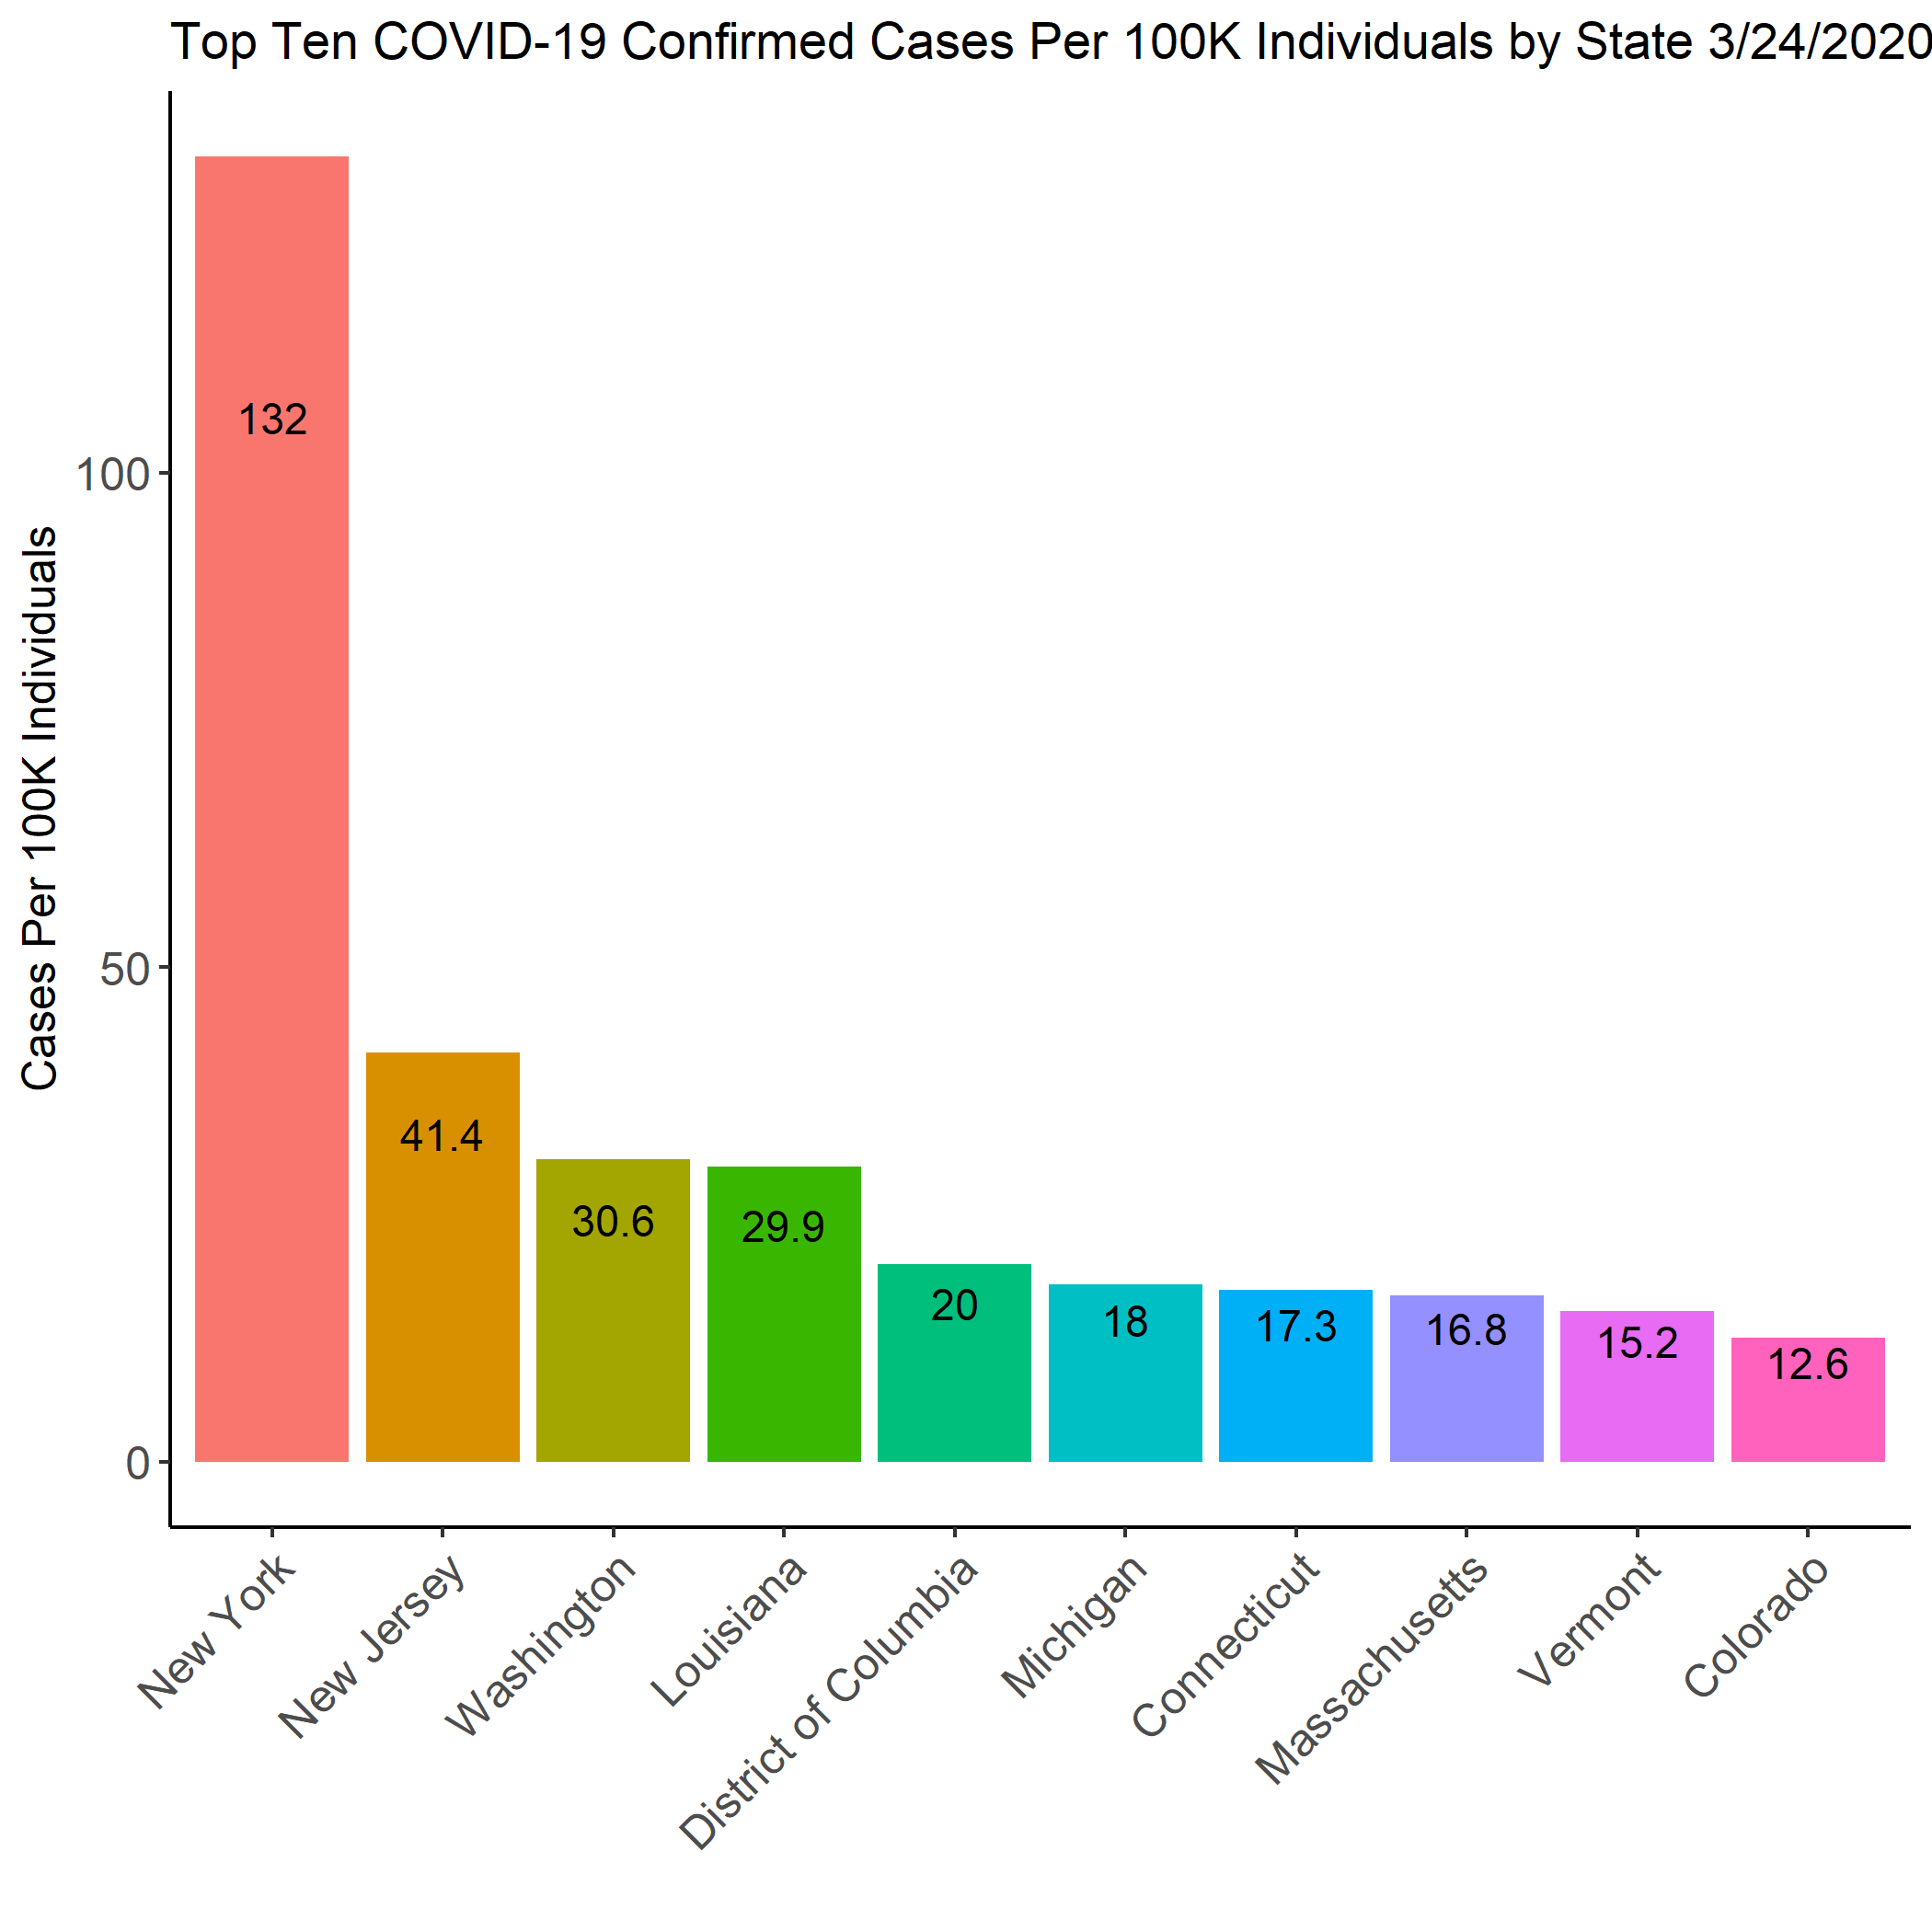 Top Ten COVID-19 Confirmed Cases Per 100K Individuals by State 3/24/2020
Cases Per 100K Individuals
100
50
0
132
41.4
30.6
29.9
20
18
17.3
16.8
15.2
12.6
New York
New Jersey
Washington
Louisiana
District of Columbia
Michigan
Connecticut
Massachusetts
Vermont
Colorado